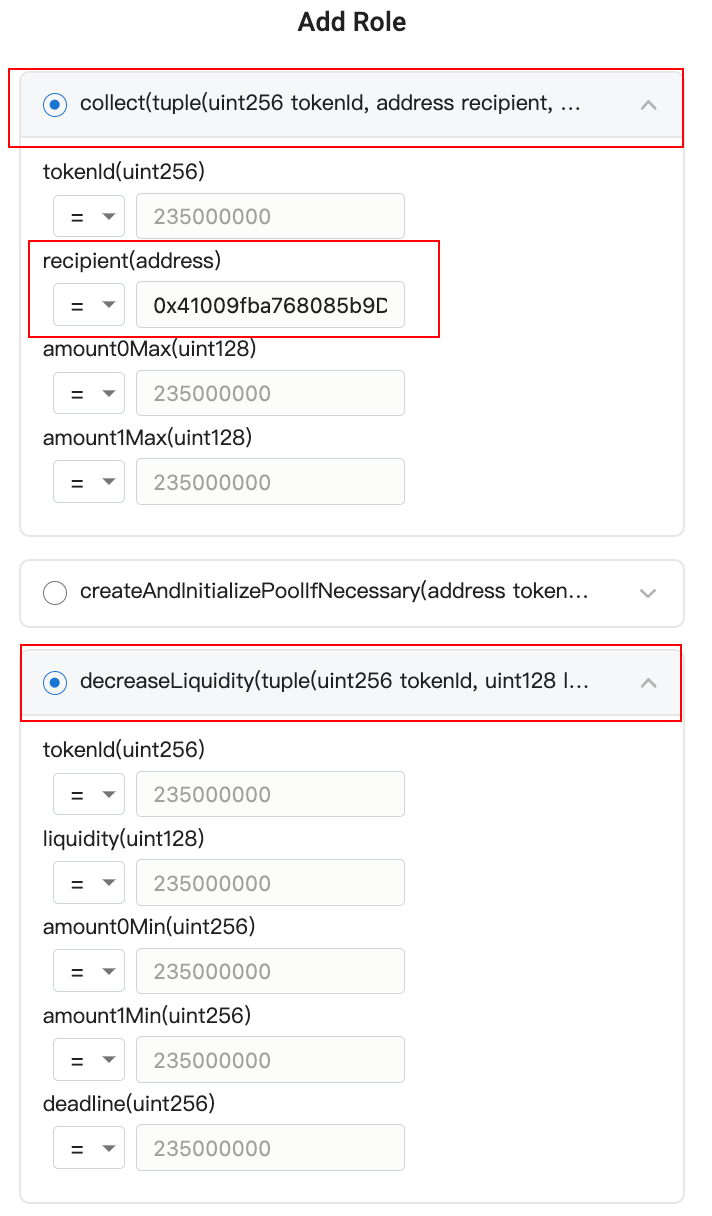 Add Role
collect(tuple(uint256 tokenId, address recipient, ...
tokenId(uint256)
= 235000000
recipient(address)
= 0x41009fba768085b9D
amount0Max(uint128)
= 235000000
amount1Max(uint128)
= 235000000
createAndInitializePoolIfNecessary(address token...
decreaseLiquidity(tuple(uint256 tokenId, uint128 l...
tokenId(uint256)
= 235000000
liquidity(uint128)
= 235000000
amount0Min(uint256)
= 235000000
amount1Min(uint256)
= 235000000
deadline(uint256)
= 235000000